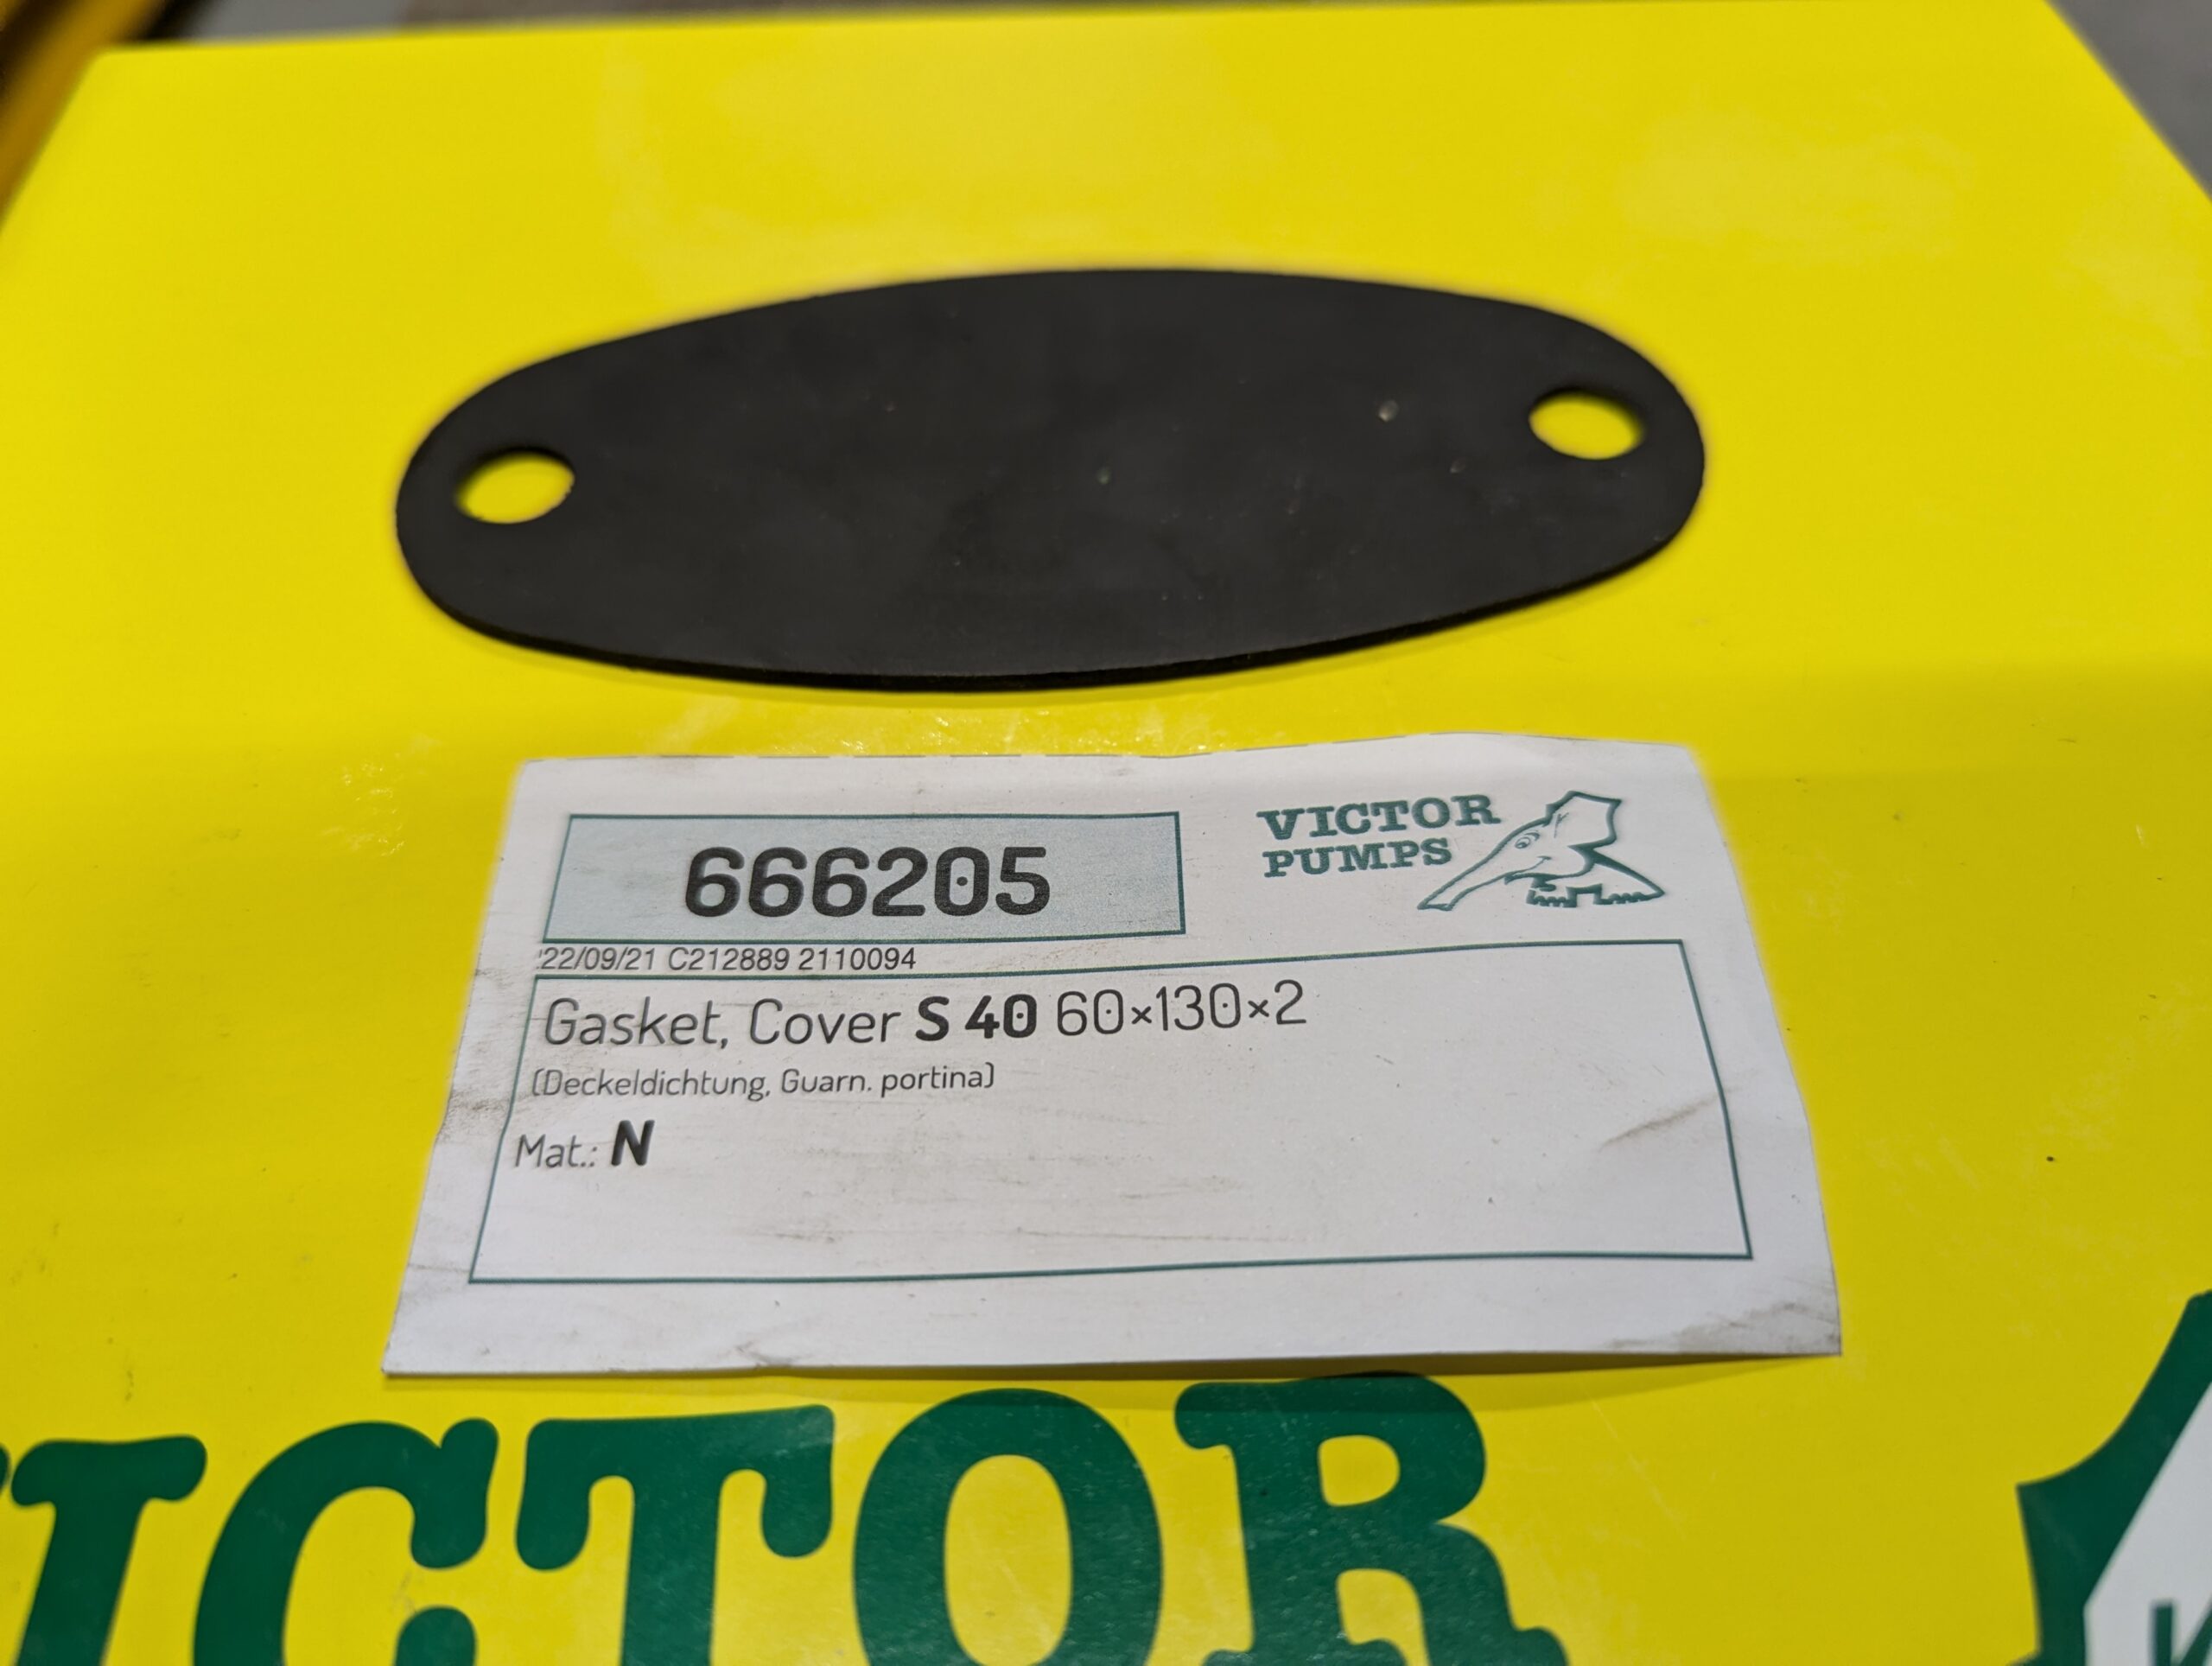 666205
VICTOR
PUMPS
22/09/21 C212889 2110094
Gasket, Cover S 40 60×130×2
(Deckeldichtung, Guarn. portina)
Mat.: N
ICTOR